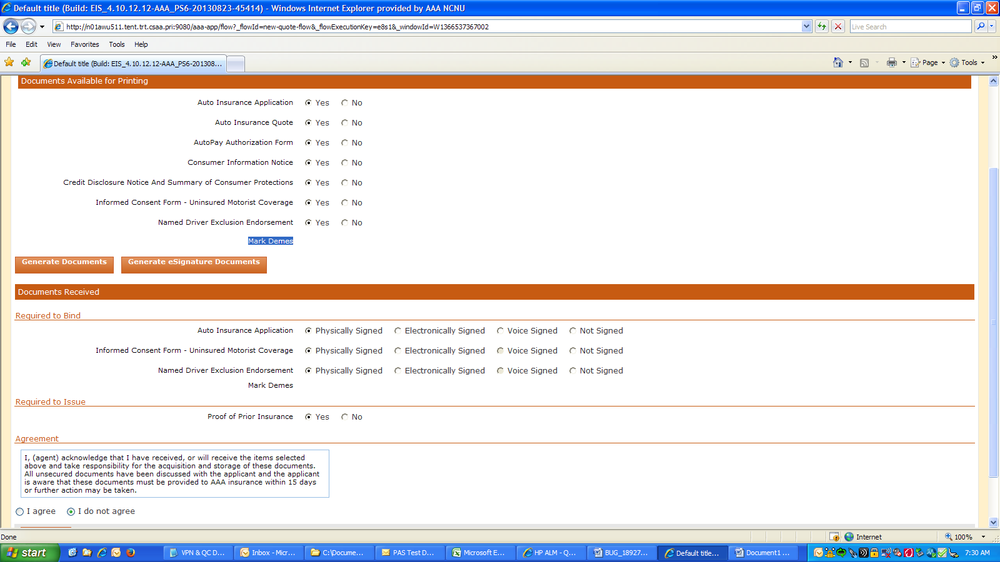 Default title (Build: EIS_4.10.12.12-AAA_PS6-20130823-45414) - Windows Internet Explorer provided by AAA NCNU
http://n01awu511.tent.trt.csaa.pri:9080/aaa-app/flow?_flowId=new-quote-flow&_flowExecutionKey=e8s1&_windowId=W1366537367002
Live Search
File Edit View Favorites Tools Help
Default title (Build: EIS_4.10.12.12-AAA_PS6-201308...
Page Tools »
Documents Available for Printing
Auto Insurance Application Yes No
Auto Insurance Quote Yes No
AutoPay Authorization Form Yes No
Consumer Information Notice Yes No
Credit Disclosure Notice And Summary of Consumer Protections Yes No
Informed Consent Form - Uninsured Motorist Coverage Yes No
Named Driver Exclusion Endorsement Yes No
Mark Demes
Generate Documents Generate eSignature Documents
Documents Received
Required to Bind
Auto Insurance Application Physically Signed Electronically Signed Voice Signed Not Signed
Informed Consent Form - Uninsured Motorist Coverage Physically Signed Electronically Signed Voice Signed Not Signed
Named Driver Exclusion Endorsement Physically Signed Electronically Signed Voice Signed Not Signed
Mark Demes
Required to Issue
Proof of Prior Insurance Yes No
Agreement
I, (agent) acknowledge that I have received, or will receive the items selected
above and take responsibility for the acquisition and storage of these documents.
All unsecured documents have been discussed with the applicant and the applicant
is aware that these documents must be provided to AAA insurance within 15 days
or further action may be taken.
I agree I do not agree
Done Internet 100%
start VPN & QC D... Inbox - Micr... C:\Docume... PAS Test D... Microsoft E... HP ALM - Q... BUG_18927... Default title... Document1 ... 7:30 AM